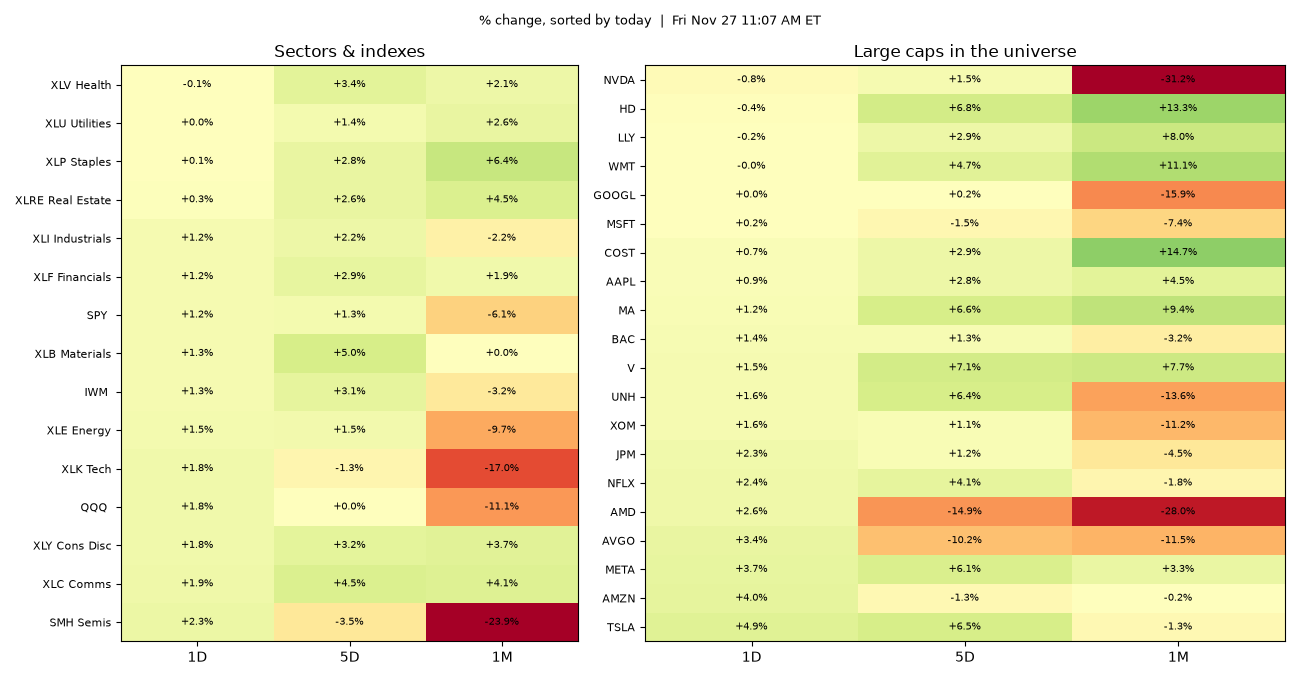 % change, sorted by today | Fri Nov 27 11:07 AM ET
Sectors & indexes
XLV Health -0.1% +3.4% +2.1%
XLU Utilities +0.0% +1.4% +2.6%
XLP Staples +0.1% +2.8% +6.4%
XLRE Real Estate +0.3% +2.6% +4.5%
XLI Industrials +1.2% +2.2% -2.2%
XLF Financials +1.2% +2.9% +1.9%
SPY +1.2% +1.3% -6.1%
XLB Materials +1.3% +5.0% +0.0%
IWM +1.3% +3.1% -3.2%
XLE Energy +1.5% +1.5% -9.7%
XLK Tech +1.8% -1.3% -17.0%
QQQ +1.8% +0.0% -11.1%
XLY Cons Disc +1.8% +3.2% +3.7%
XLC Comms +1.9% +4.5% +4.1%
SMH Semis +2.3% -3.5% -23.9%
1D 5D 1M
Large caps in the universe
NVDA -0.8% +1.5% -31.2%
HD -0.4% +6.8% +13.3%
LLY -0.2% +2.9% +8.0%
WMT -0.0% +4.7% +11.1%
GOOGL +0.0% +0.2% -15.9%
MSFT +0.2% -1.5% -7.4%
COST +0.7% +2.9% +14.7%
AAPL +0.9% +2.8% +4.5%
MA +1.2% +6.6% +9.4%
BAC +1.4% +1.3% -3.2%
V +1.5% +7.1% +7.7%
UNH +1.6% +6.4% -13.6%
XOM +1.6% +1.1% -11.2%
JPM +2.3% +1.2% -4.5%
NFLX +2.4% +4.1% -1.8%
AMD +2.6% -14.9% -28.0%
AVGO +3.4% -10.2% -11.5%
META +3.7% +6.1% +3.3%
AMZN +4.0% -1.3% -0.2%
TSLA +4.9% +6.5% -1.3%
1D 5D 1M